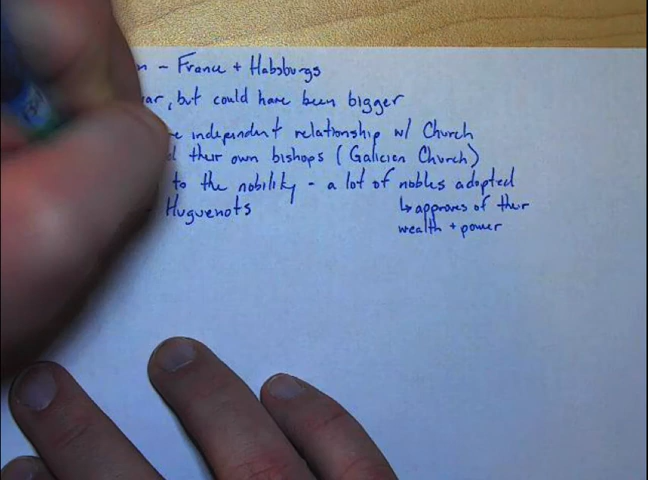 – France + Habsburgs
, but could have been bigger
independent relationship w/ Church
their own bishops (Galicien Church)
to the nobility – a lot of nobles adopted
↳ approves of their
Huguenots
wealth + power